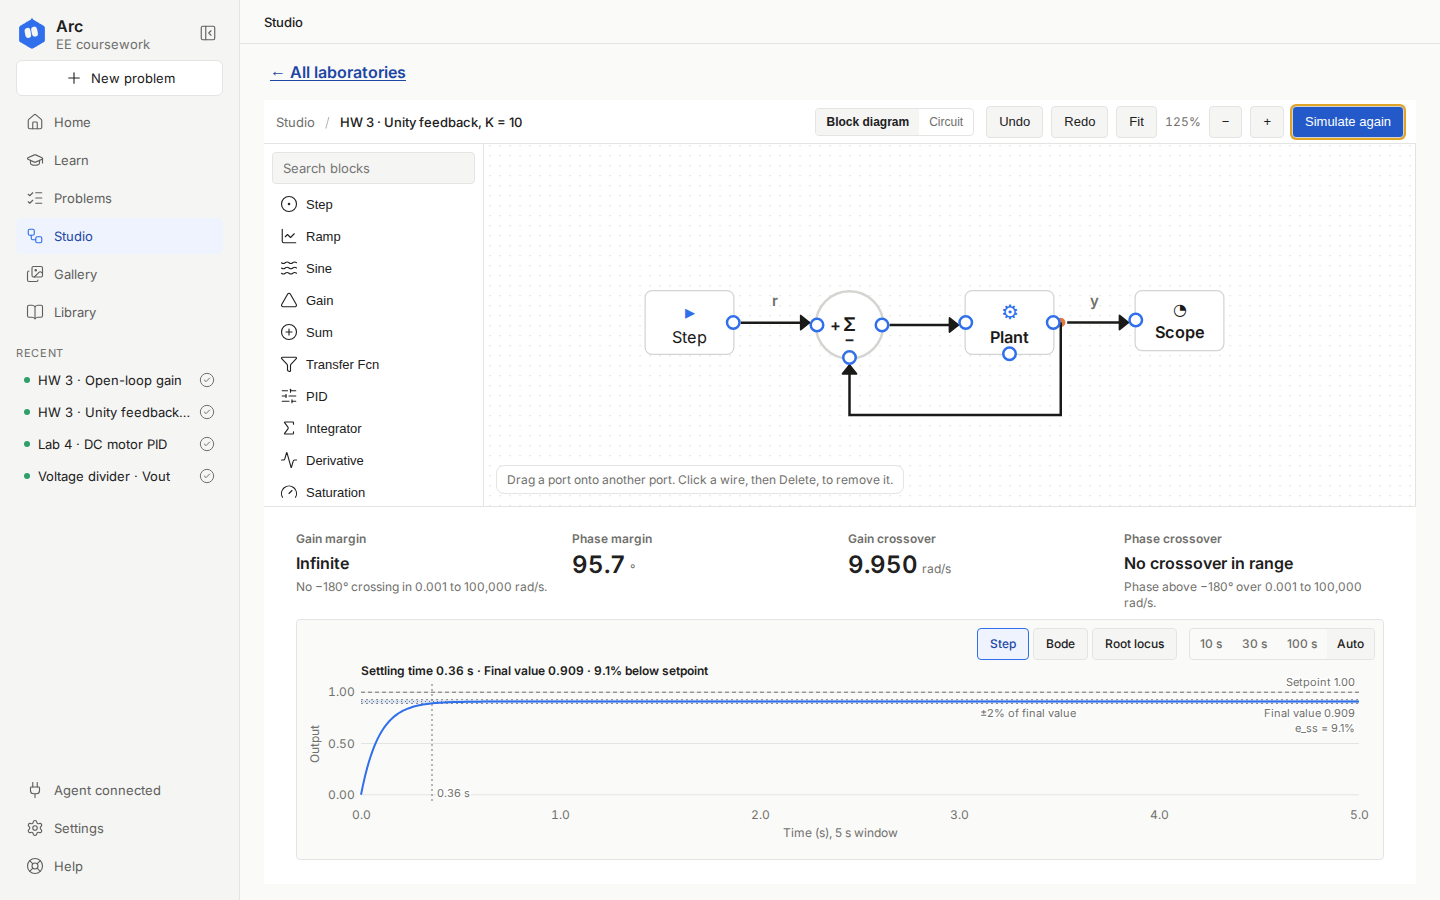 Arc
EE coursework
New problem
Home
Learn
Problems
Studio
Gallery
Library
RECENT
HW 3 · Open-loop gain
HW 3 · Unity feedback...
Lab 4 · DC motor PID
Voltage divider · Vout
Agent connected
Settings
Help
Studio
← All laboratories
Studio / HW 3 · Unity feedback, K = 10
Block diagram
Circuit
Undo
Redo
Fit
125%
−
+
Simulate again
Search blocks
Step
Ramp
Sine
Gain
Sum
Transfer Fcn
PID
Integrator
Derivative
Saturation
Step
r
+ Σ
−
Plant
y
Scope
Drag a port onto another port. Click a wire, then Delete, to remove it.
Gain margin
Infinite
No −180° crossing in 0.001 to 100,000 rad/s.
Phase margin
95.7 °
Gain crossover
9.950 rad/s
Phase crossover
No crossover in range
Phase above −180° over 0.001 to 100,000
rad/s.
Step
Bode
Root locus
10 s
30 s
100 s
Auto
Settling time 0.36 s · Final value 0.909 · 9.1% below setpoint
Setpoint 1.00
±2% of final value
Final value 0.909
e_ss = 9.1%
Output
1.00
0.50
0.00
0.36 s
0.0
1.0
2.0
3.0
4.0
5.0
Time (s), 5 s window